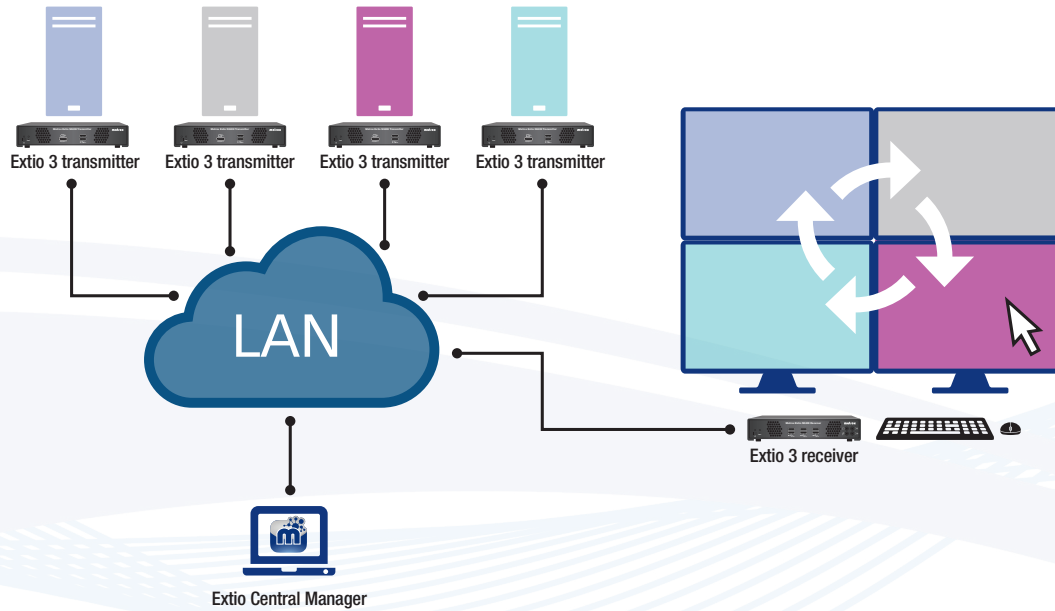 Extio 3 transmitter
Extio 3 transmitter
Extio 3 transmitter
Extio 3 transmitter
LAN
Extio 3 receiver
m
Extio Central Manager